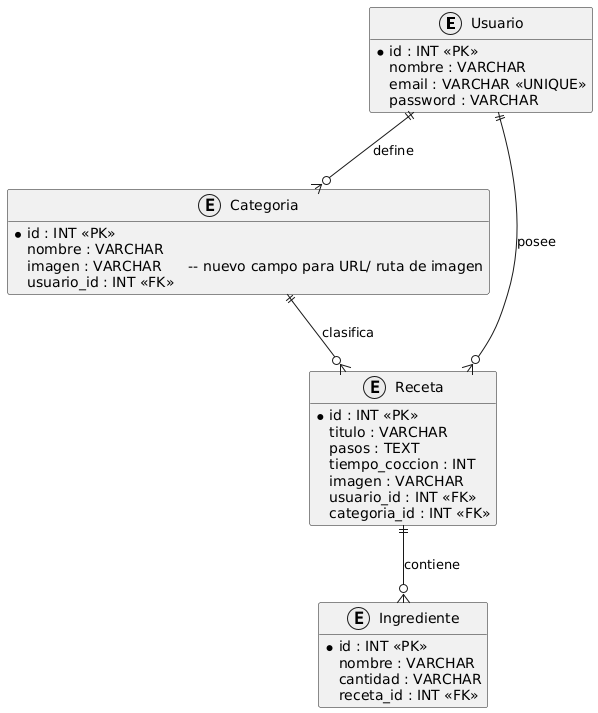 E Usuario
id : INT «PK»
nombre : VARCHAR
email : VARCHAR «UNIQUE»
password : VARCHAR
define
posee
E Categoria
id : INT «PK»
nombre : VARCHAR
imagen : VARCHAR -- nuevo campo para URL/ ruta de imagen
usuario_id : INT «FK»
clasifica
E Receta
id : INT «PK»
titulo : VARCHAR
pasos : TEXT
tiempo_coccion : INT
imagen : VARCHAR
usuario_id : INT «FK»
categoria_id : INT «FK»
contiene
E Ingrediente
id : INT «PK»
nombre : VARCHAR
cantidad : VARCHAR
receta_id : INT «FK»